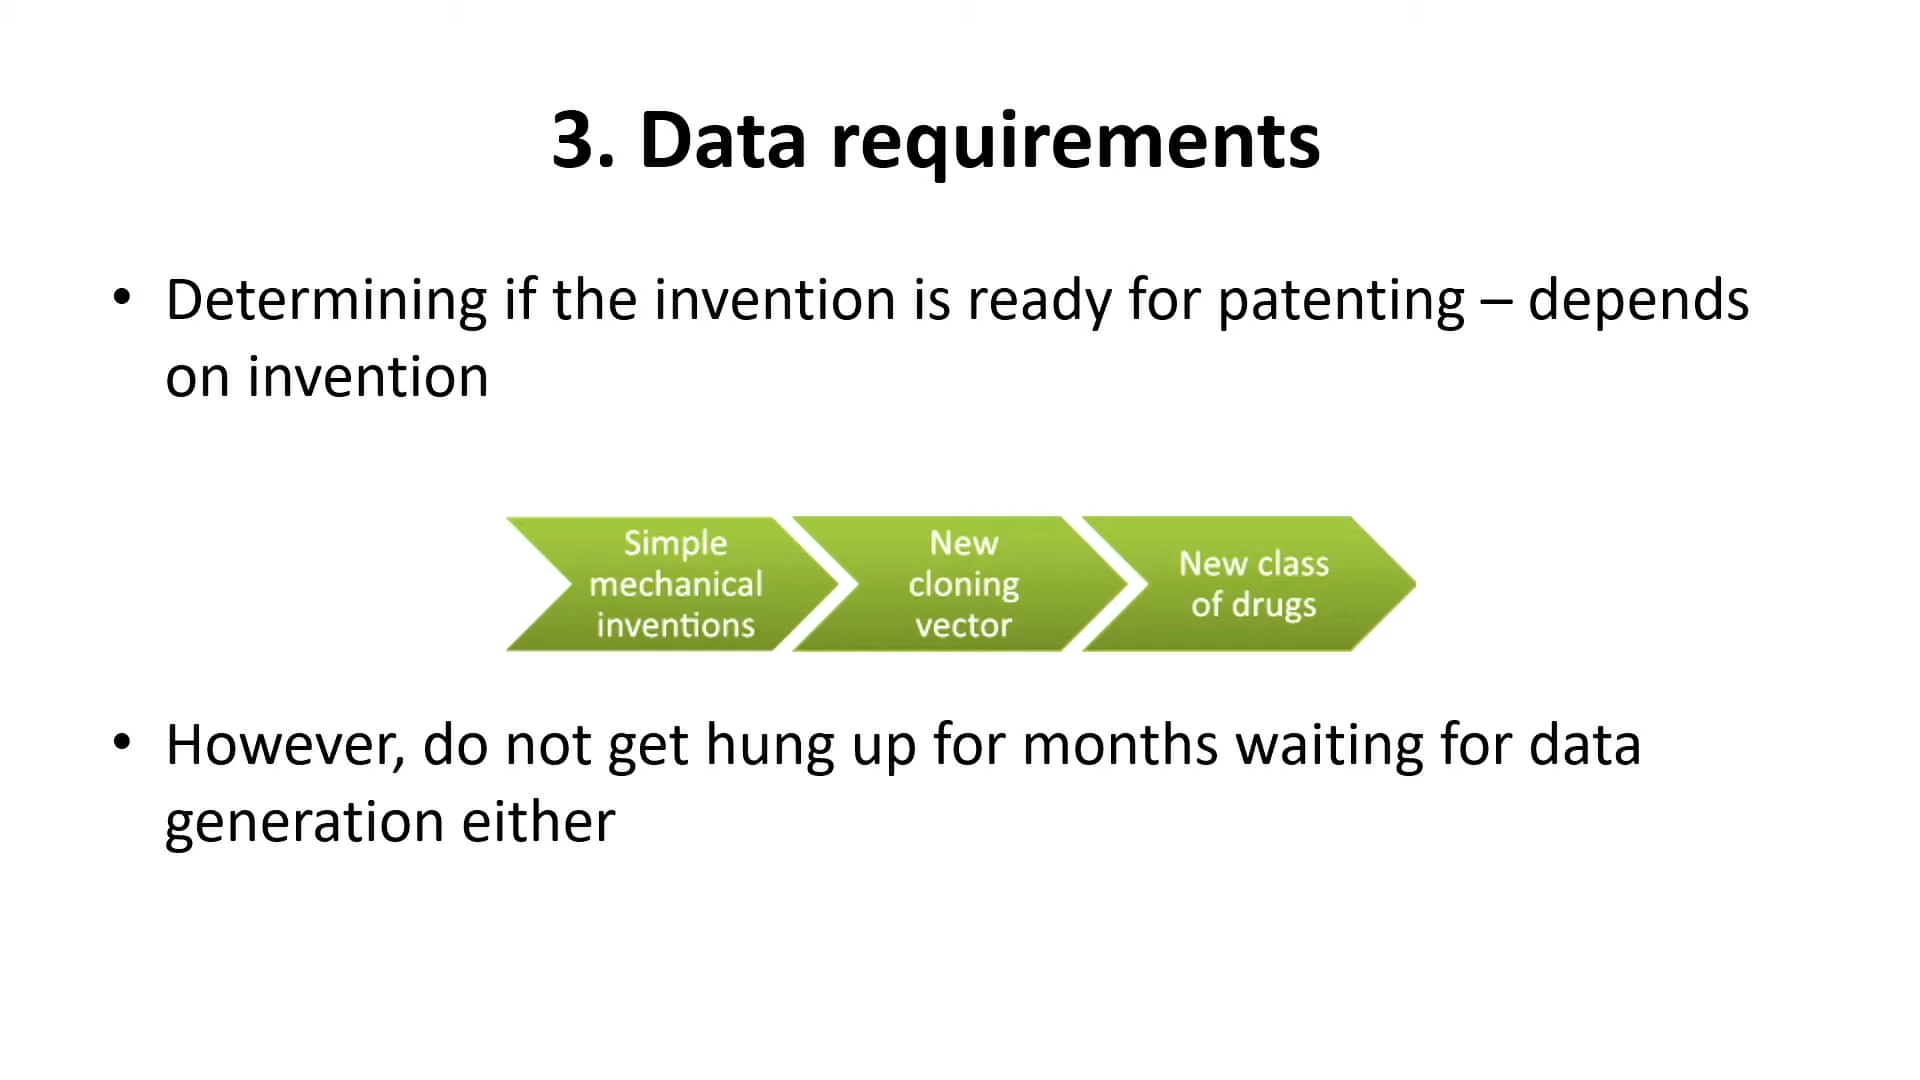 3. Data requirements
• Determining if the invention is ready for patenting – depends
on invention
Simple
mechanical
inventions
New
cloning
vector
New class
of drugs
• However, do not get hung up for months waiting for data
generation either